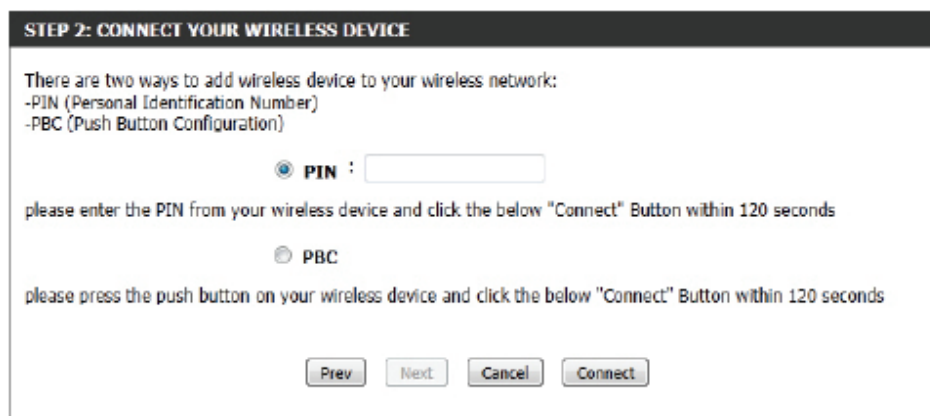 STEP 2: CONNECT YOUR WIRELESS DEVICE
There are two ways to add wireless device to your wireless network:
-PIN (Personal Identification Number)
-PBC (Push Button Configuration)
PIN :
please enter the PIN from your wireless device and click the below "Connect" Button within 120 seconds
PBC
please press the push button on your wireless device and click the below "Connect" Button within 120 seconds
Prev Next Cancel Connect